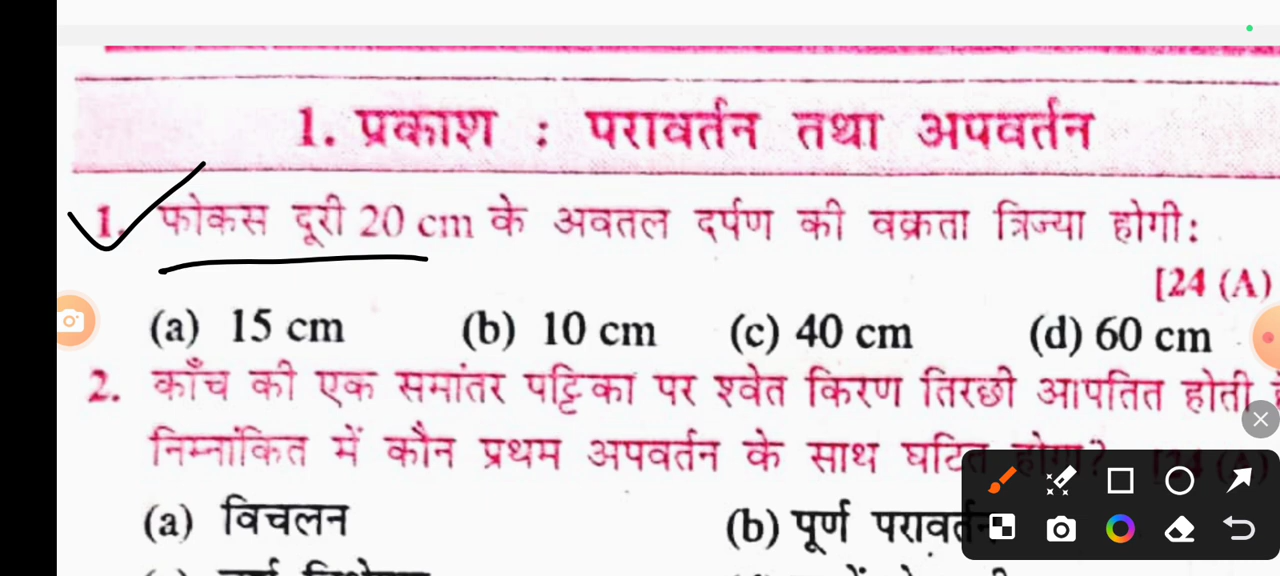 1. प्रकाश : परावर्तन तथा अपवर्तन
1. फोकस दूरी 20 cm के अवतल दर्पण की वक्रता त्रिज्या होगी:
[24 (A)
(a) 15 cm (b) 10 cm (c) 40 cm (d) 60 cm
2. काँच की एक समांतर पट्टिका पर श्वेत किरण तिरछी आपतित होती
निम्नांकित में कौन प्रथम अपवर्तन के साथ घटित होगा? [24 (A)
(a) विचलन (b) पूर्ण परावर्तन